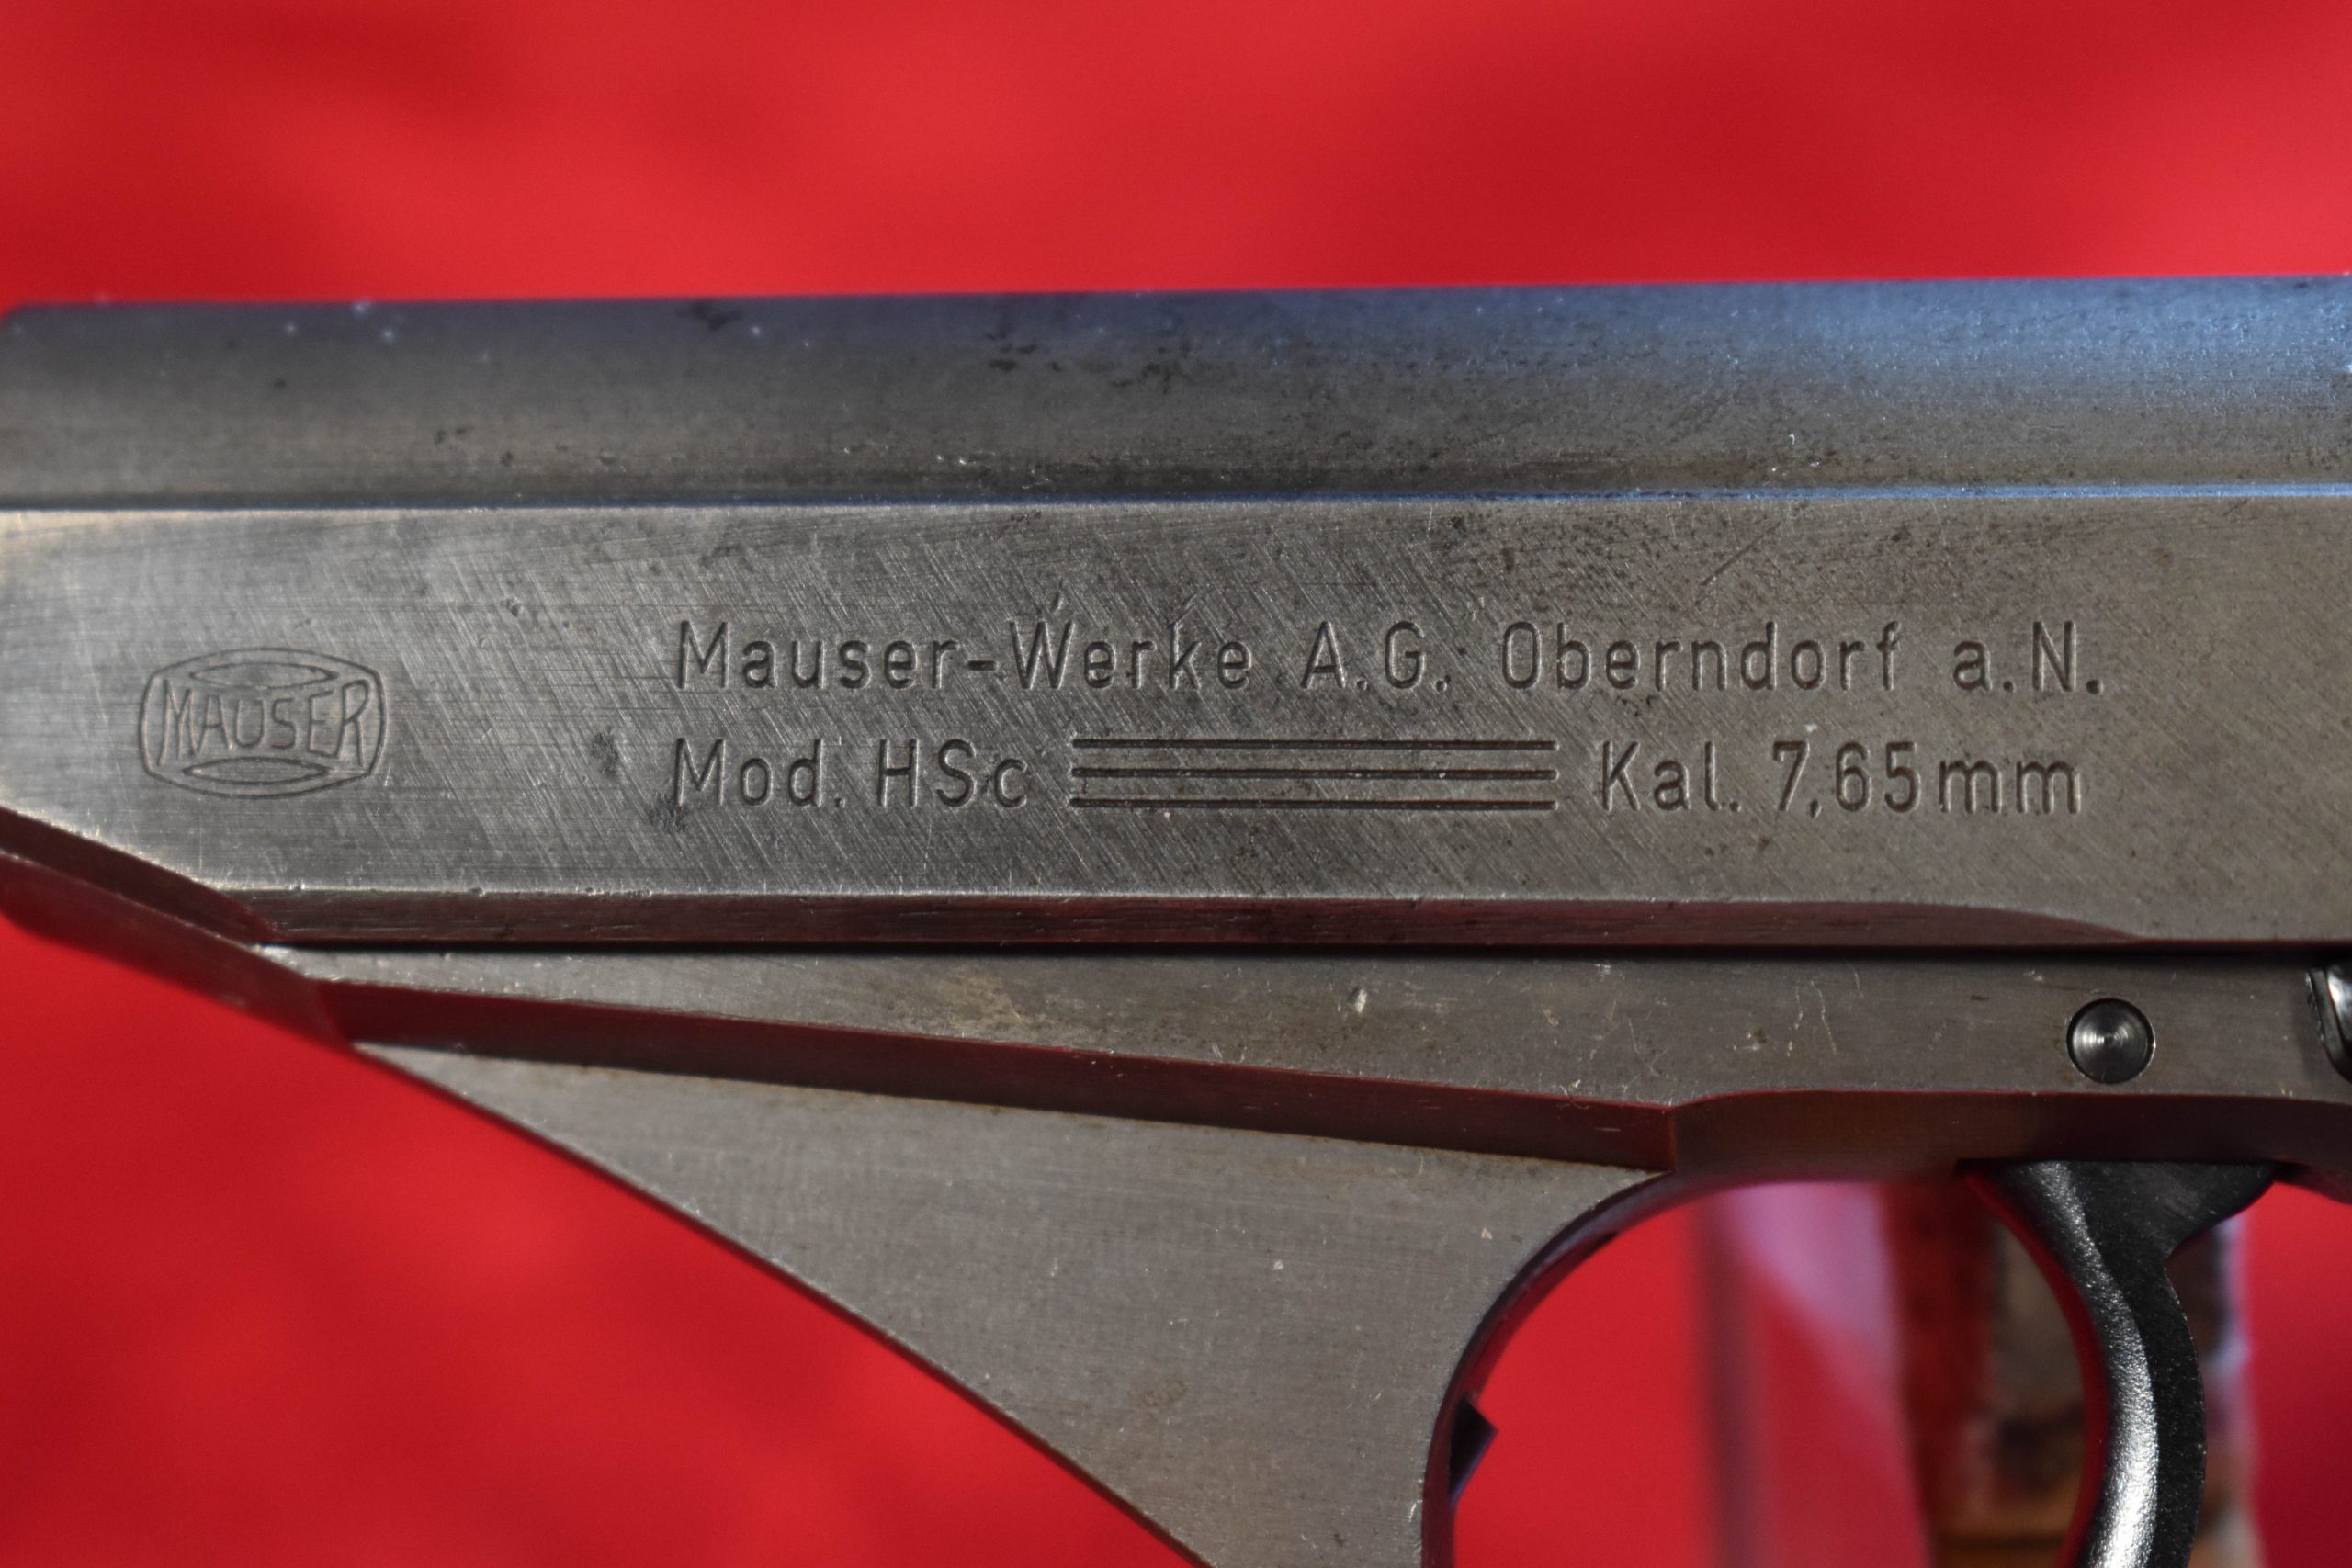 MAUSER
Mauser-Werke A.G. Oberndorf a.N.
Mod. HSc Kal. 7,65mm